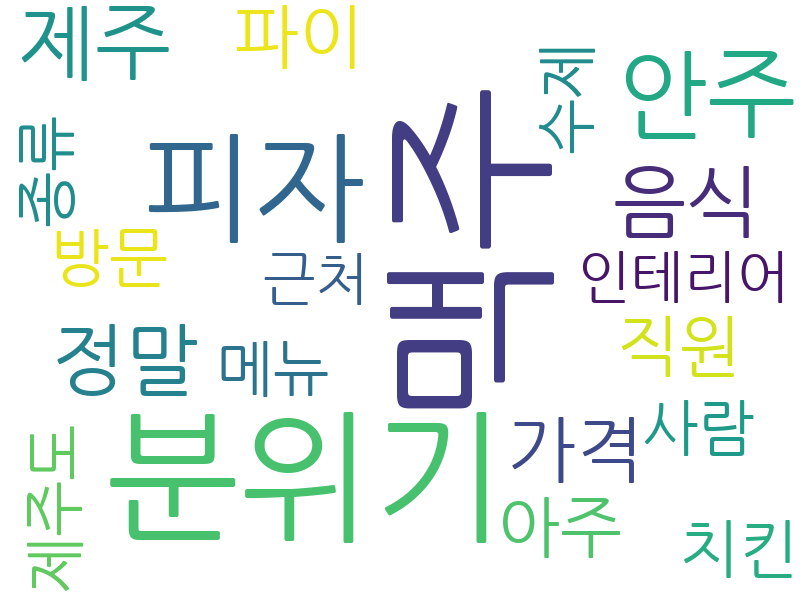 제주
파이
수제
안주
종류
피자
맥주
음식
방문
근처
인테리어
정말
메뉴
직원
분위기
가격
사람
제주도
아주
치킨